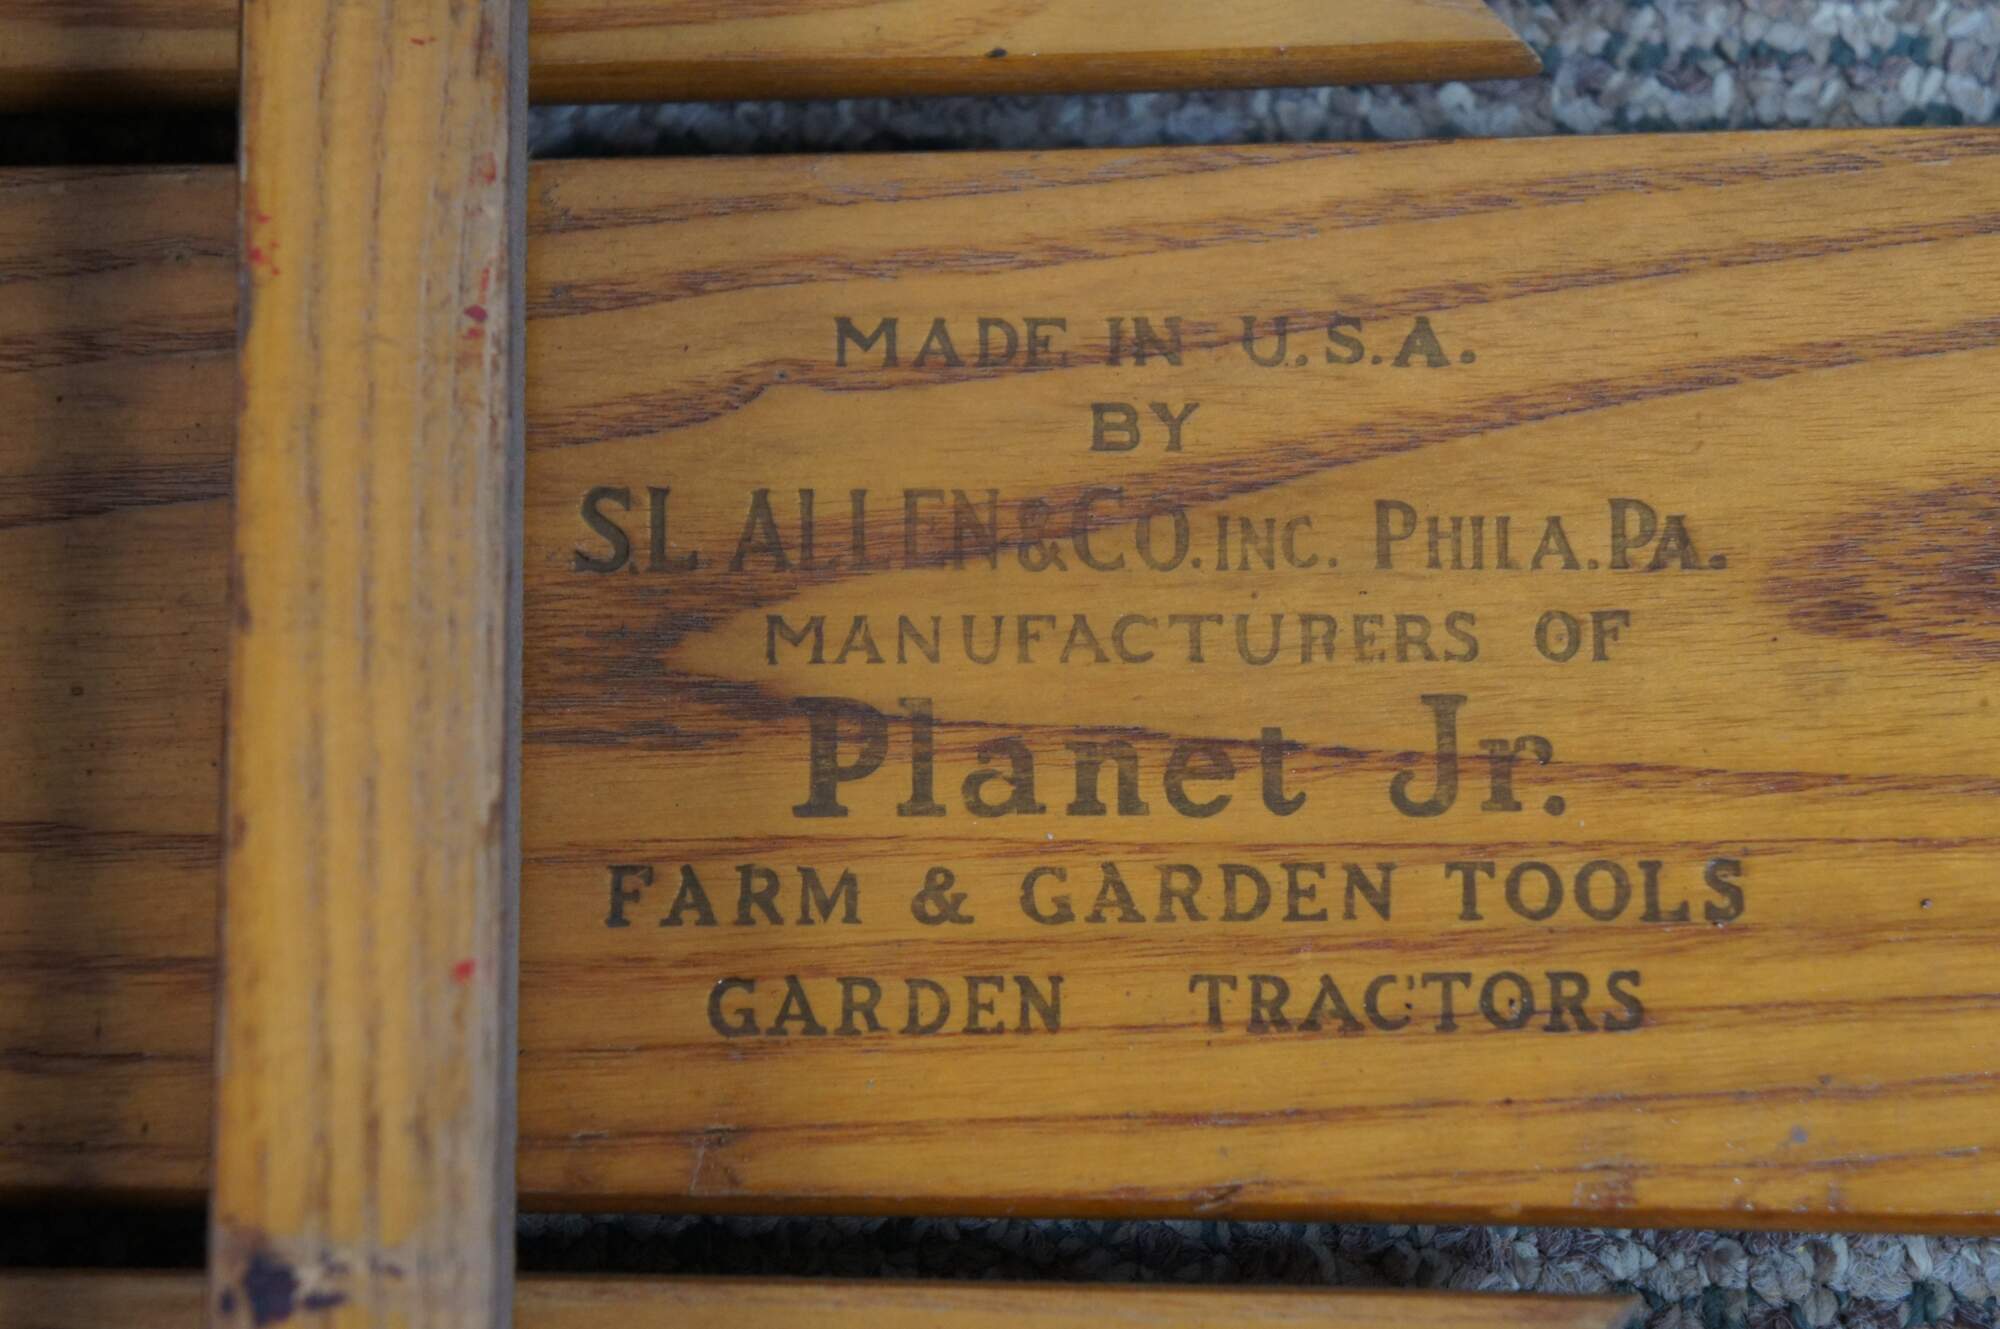 MADE IN U.S.A.
BY
S.L. ALLEN & CO. INC. PHILA. PA.
MANUFACTURERS OF
Planet Jr.
FARM & GARDEN TOOLS
GARDEN TRACTORS